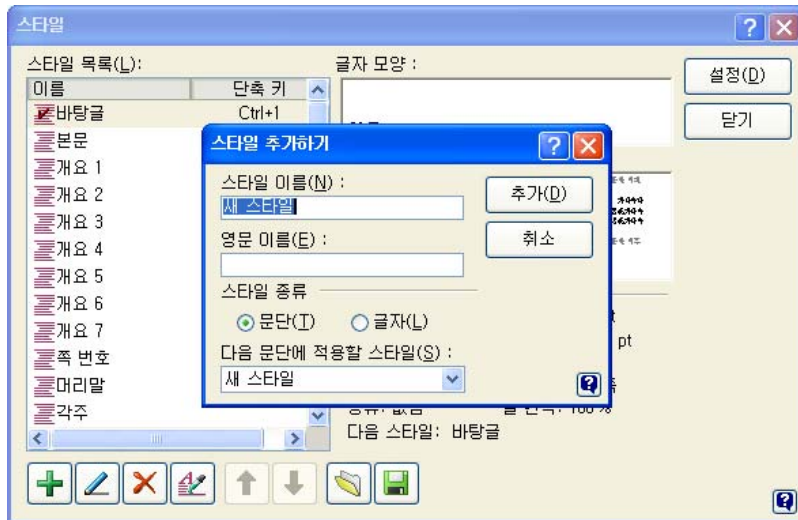 스타일
스타일 목록(L):
이름 단축 키
바탕글 Ctrl+1
본문
개요 1
개요 2
개요 3
개요 4
개요 5
개요 6
개요 7
쪽 번호
머리말
각주
글자 모양 :
설정(D)
닫기
스타일 추가하기
스타일 이름(N) :
새 스타일
영문 이름(E) :
스타일 종류
문단(T) 글자(L)
다음 문단에 적용할 스타일(S) :
새 스타일
추가(D)
취소
pt
다음 스타일: 바탕글